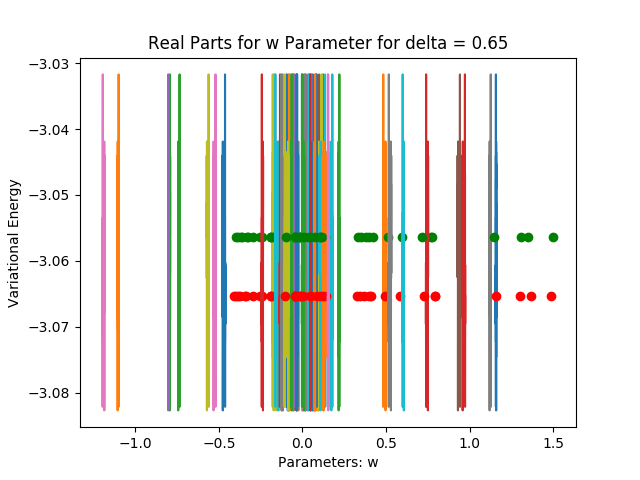 Real Parts for w Parameter for delta = 0.65
Variational Energy
−3.03
−3.04
−3.05
−3.06
−3.07
−3.08
−1.0 −0.5 0.0 0.5 1.0 1.5
Parameters: w